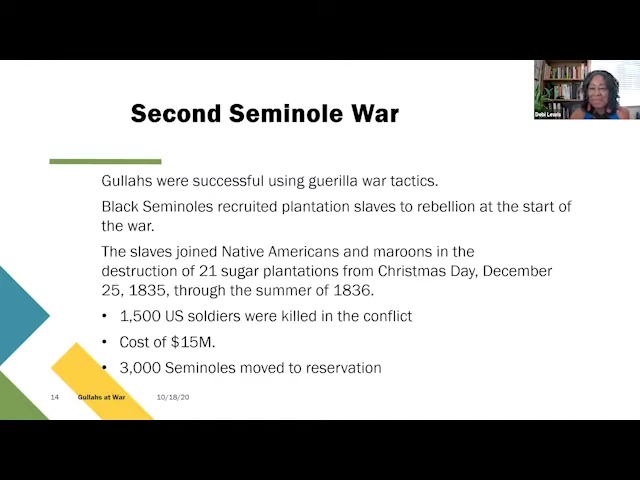 Second Seminole War
Debi Lewis
Gullahs were successful using guerilla war tactics.
Black Seminoles recruited plantation slaves to rebellion at the start of
the war.
The slaves joined Native Americans and maroons in the
destruction of 21 sugar plantations from Christmas Day, December
25, 1835, through the summer of 1836.
• 1,500 US soldiers were killed in the conflict
• Cost of $15M.
• 3,000 Seminoles moved to reservation
14 Gullahs at War 10/18/20